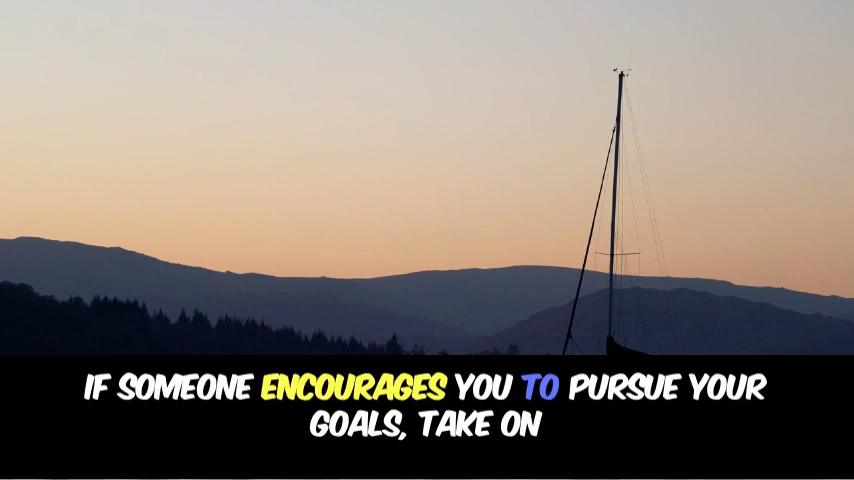 IF SOMEONE ENCOURAGES YOU TO PURSUE YOUR
GOALS, TAKE ON